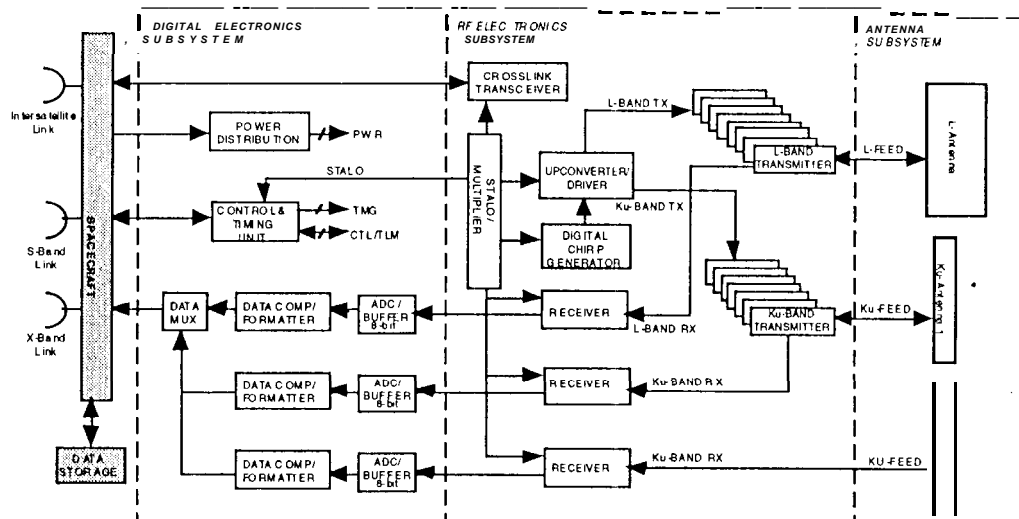 DIGITAL ELECTRONICS
SUBSYSTEM
RF ELECTRONICS
SUBSYSTEM
ANTENNA
SUBSYSTEM
Intersatellite
Link
S-Band
Link
X-Band
Link
SPACECRAFT
DATA
STORAGE
POWER
DISTRIBUTION
PWR
STALO
CONTROL &
TIMING
UNIT
TMG
CTL/TLM
DATA
MUX
DATA COMP/
FORMATTER
ADC/
BUFFER
8-bit
DATA COMP/
FORMATTER
ADC/
BUFFER
8-bit
DATA COMP/
FORMATTER
ADC/
BUFFER
8-bit
CROSSLINK
TRANSCEIVER
STALO/
MULTIPLIER
UPCONVERTER/
DRIVER
DIGITAL
CHIRP
GENERATOR
L-BAND TX
Ku-BAND TX
L-BAND
TRANSMITTER
Ku-BAND
TRANSMITTER
RECEIVER
L-BAND RX
RECEIVER
Ku-BAND RX
RECEIVER
Ku-BAND RX
L-FEED
Ku-FEED
KU-FEED
L-Antenna
Ku-Antenna 1